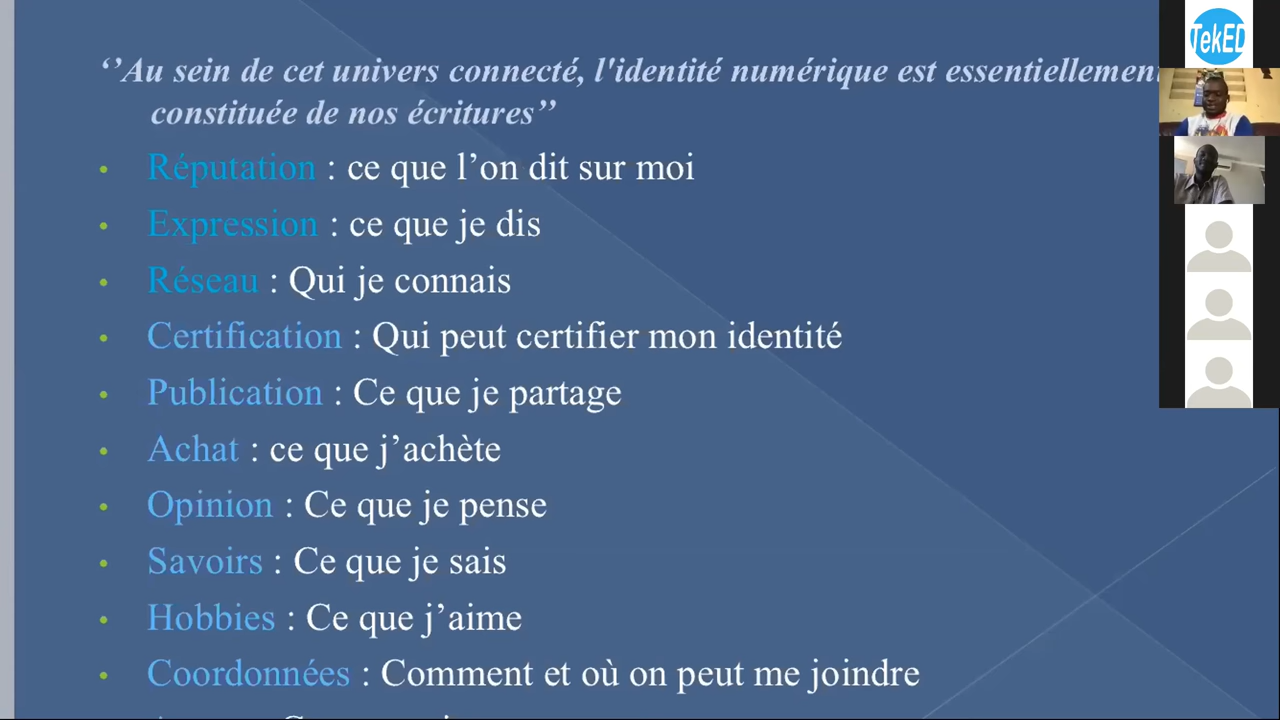 ‘’Au sein de cet univers connecté, l'identité numérique est essentiellement
constituée de nos écritures’’
• Réputation : ce que l’on dit sur moi
• Expression : ce que je dis
• Réseau : Qui je connais
• Certification : Qui peut certifier mon identité
• Publication : Ce que je partage
• Achat : ce que j’achète
• Opinion : Ce que je pense
• Savoirs : Ce que je sais
• Hobbies : Ce que j’aime
• Coordonnées : Comment et où on peut me joindre
TekED